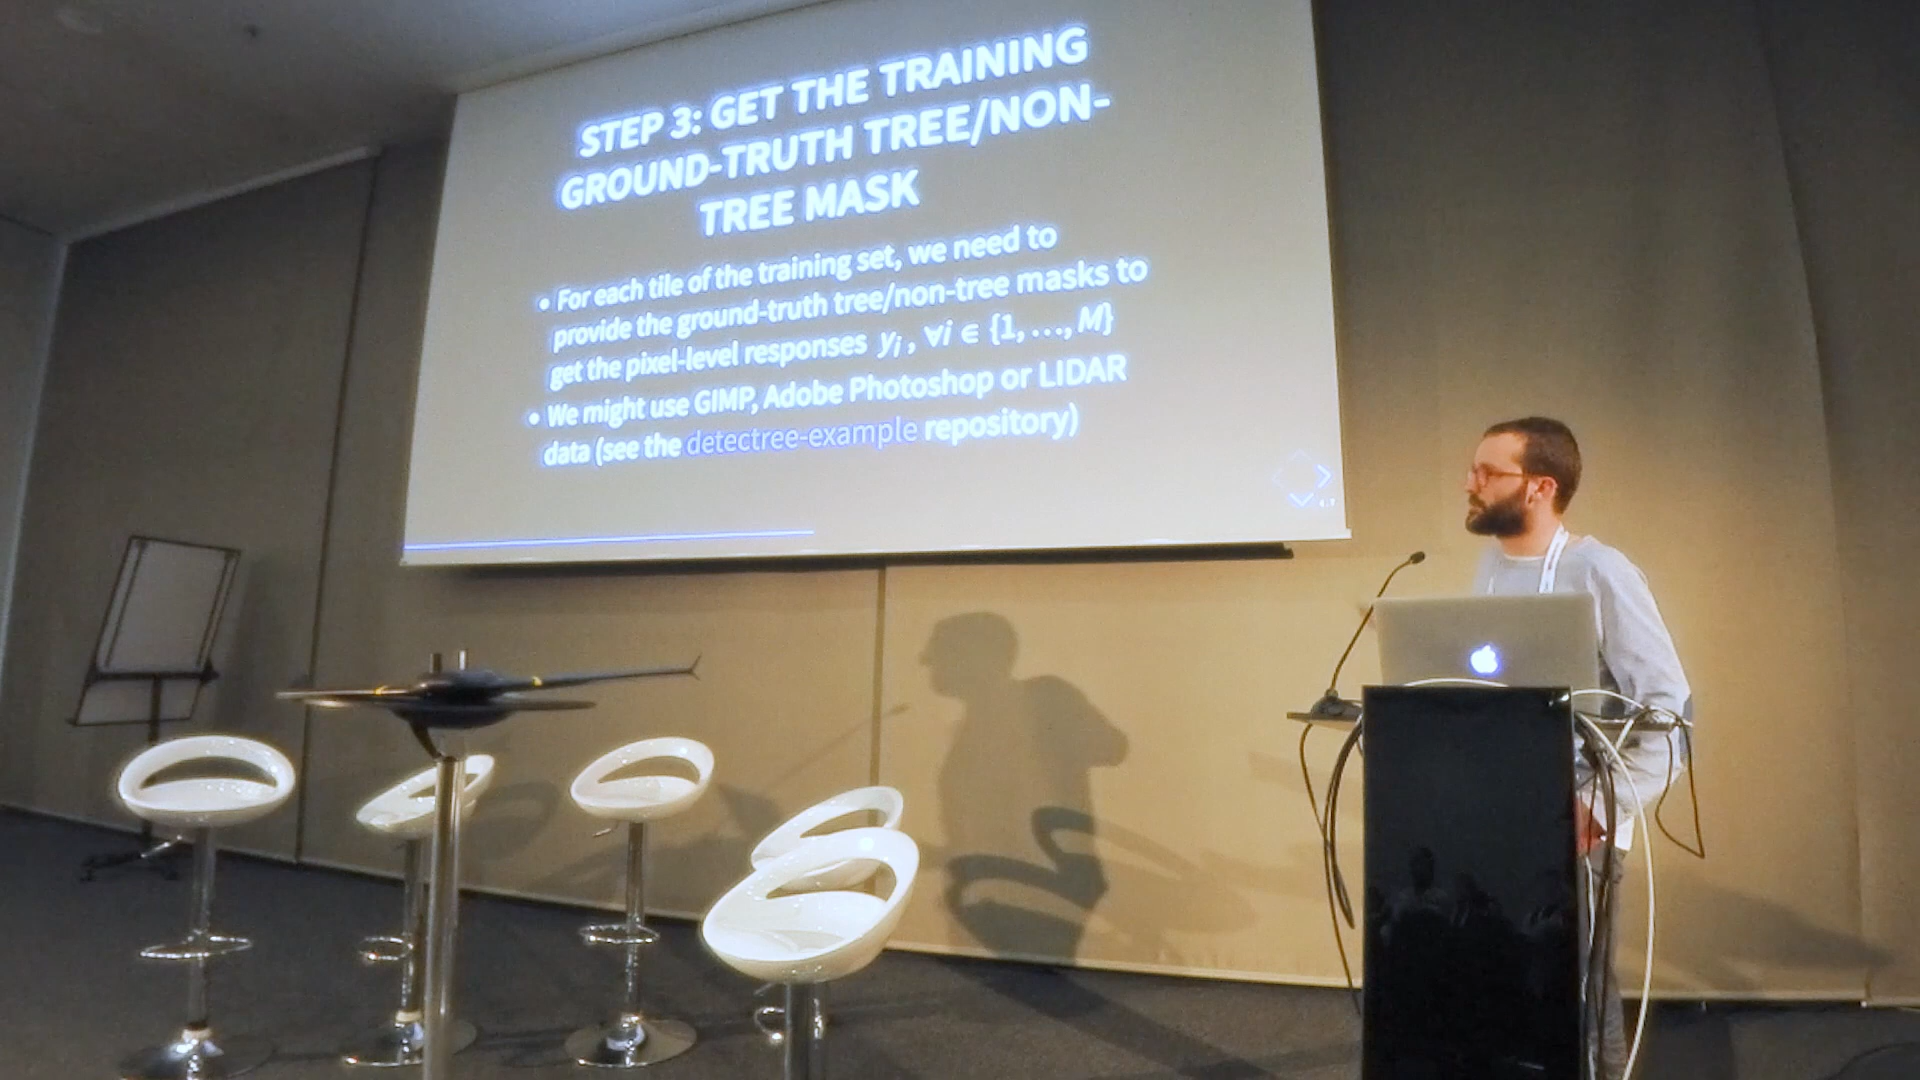 STEP 3: GET THE TRAINING
GROUND-TRUTH TREE/NON-
TREE MASK
• For each tile of the training set, we need to
provide the ground-truth tree/non-tree masks to
get the pixel-level responses yᵢ , ∀i ∈ {1, …, M}
• We might use GIMP, Adobe Photoshop or LIDAR
data (see the detectree-example repository)